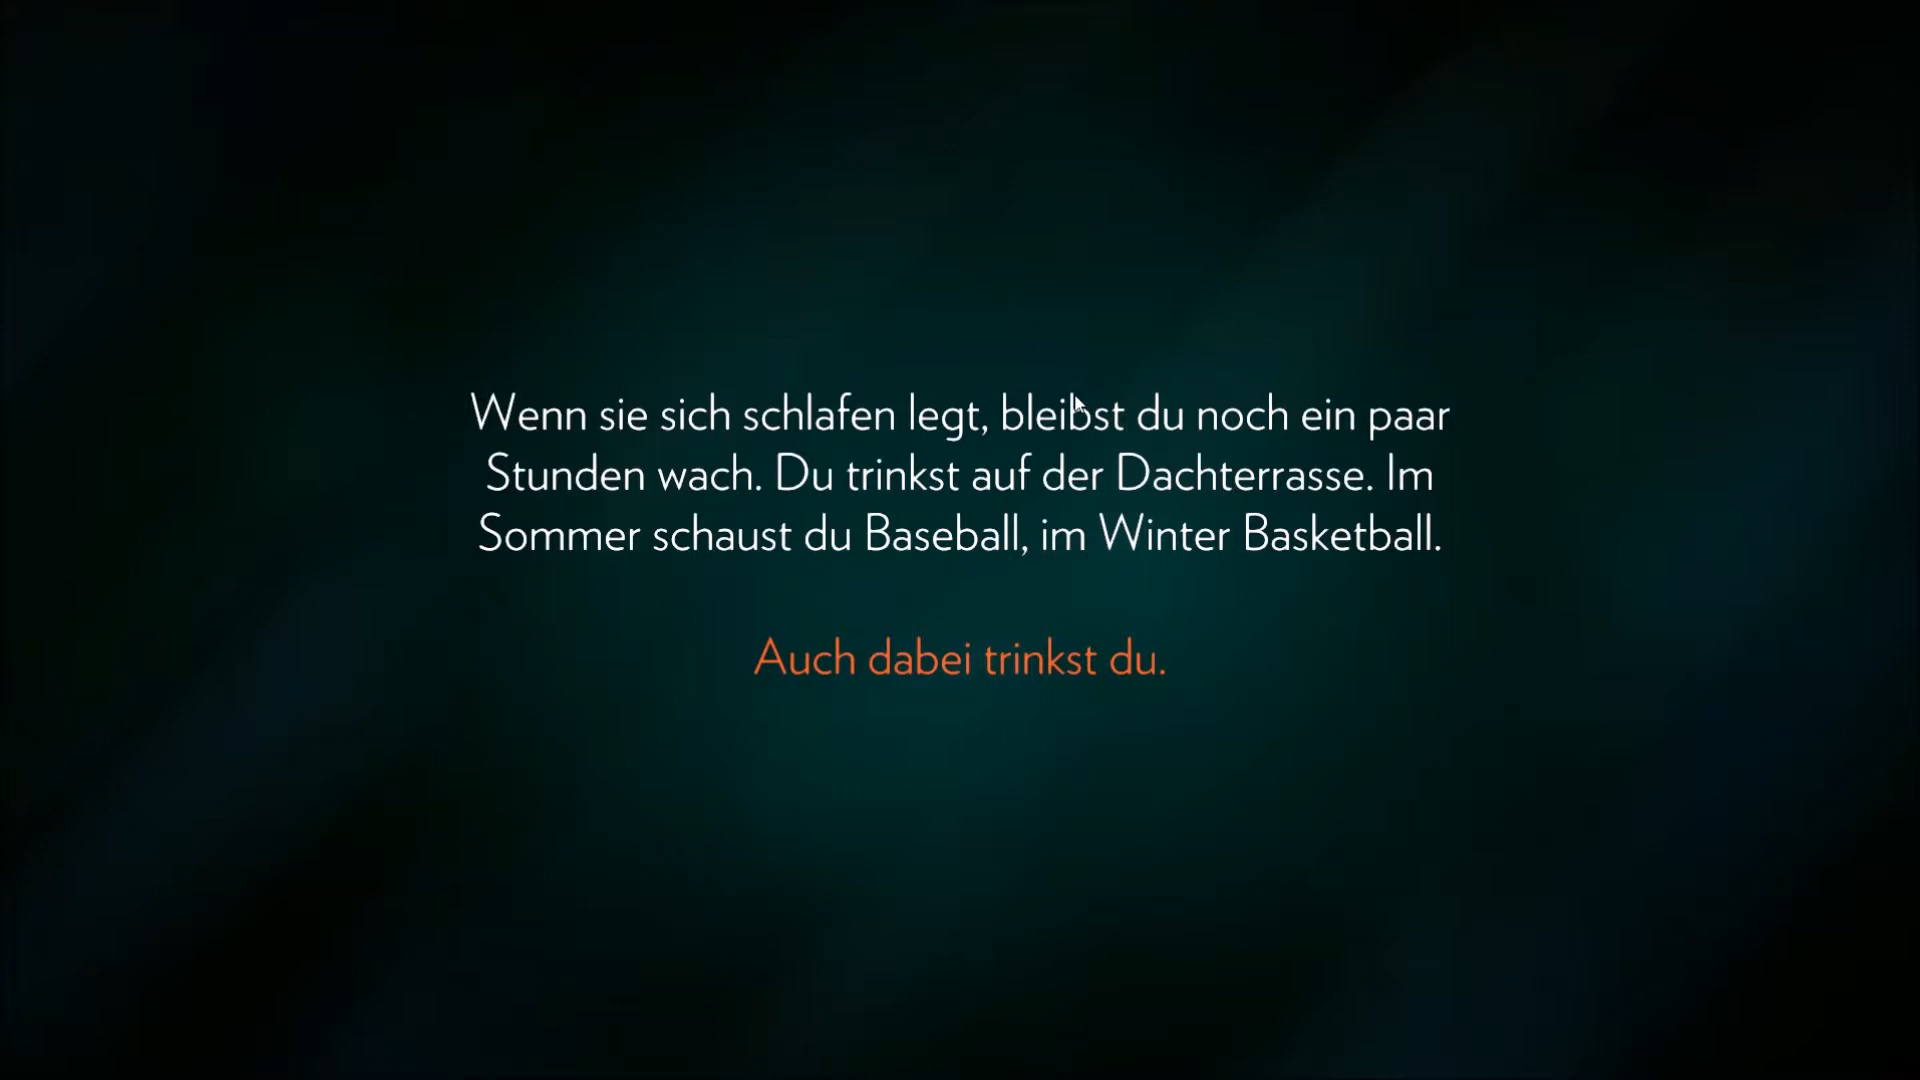 Wenn sie sich schlafen legt, bleibst du noch ein paar
Stunden wach. Du trinkst auf der Dachterrasse. Im
Sommer schaust du Baseball, im Winter Basketball.
Auch dabei trinkst du.